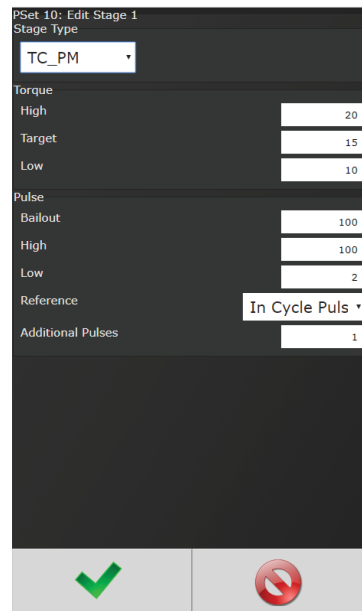 PSet 10: Edit Stage 1
Stage Type
TC_PM
Torque
High 20
Target 15
Low 10
Pulse
Bailout 100
High 100
Low 2
Reference In Cycle Puls
Additional Pulses 1